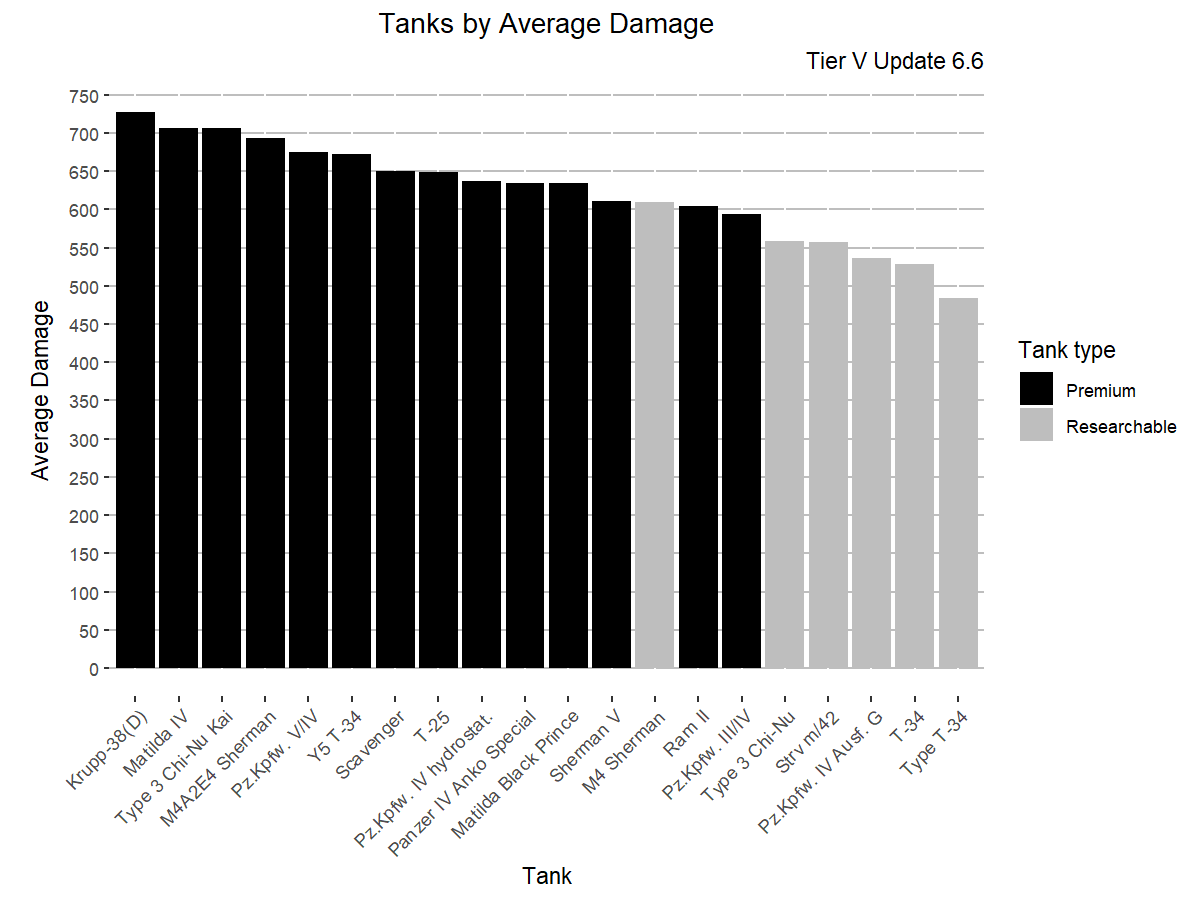 Tanks by Average Damage
Tier V Update 6.6
Average Damage
750
700
650
600
550
500
450
400
350
300
250
200
150
100
50
0
Krupp-38(D)
Matilda IV
Type 3 Chi-Nu Kai
M4A2E4 Sherman
Pz.Kpfw. V/IV
Y5 T-34
Scavenger
T-25
Pz.Kpfw. IV hydrostat.
Panzer IV Anko Special
Matilda Black Prince
Sherman V
M4 Sherman
Ram II
Pz.Kpfw. III/IV
Type 3 Chi-Nu
Strv m/42
Pz.Kpfw. IV Ausf. G
T-34
Type T-34
Tank
Tank type
Premium
Researchable